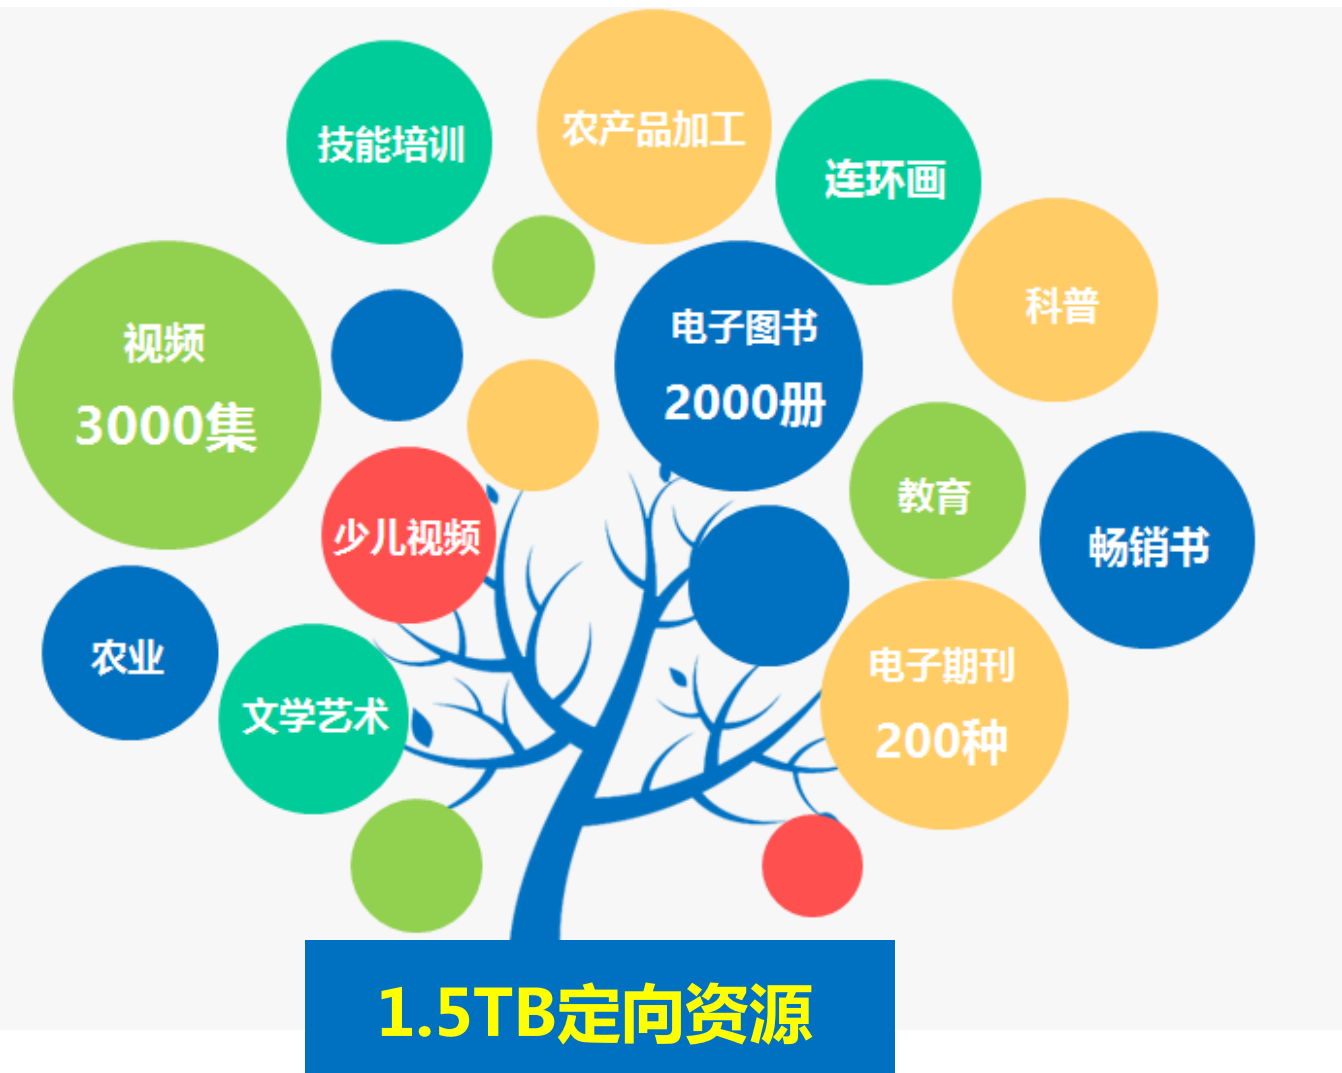 技能培训
农产品加工
连环画
科普
视频
3000集
电子图书
2000册
教育
畅销书
少儿视频
农业
文学艺术
电子期刊
200种
1.5TB定向资源